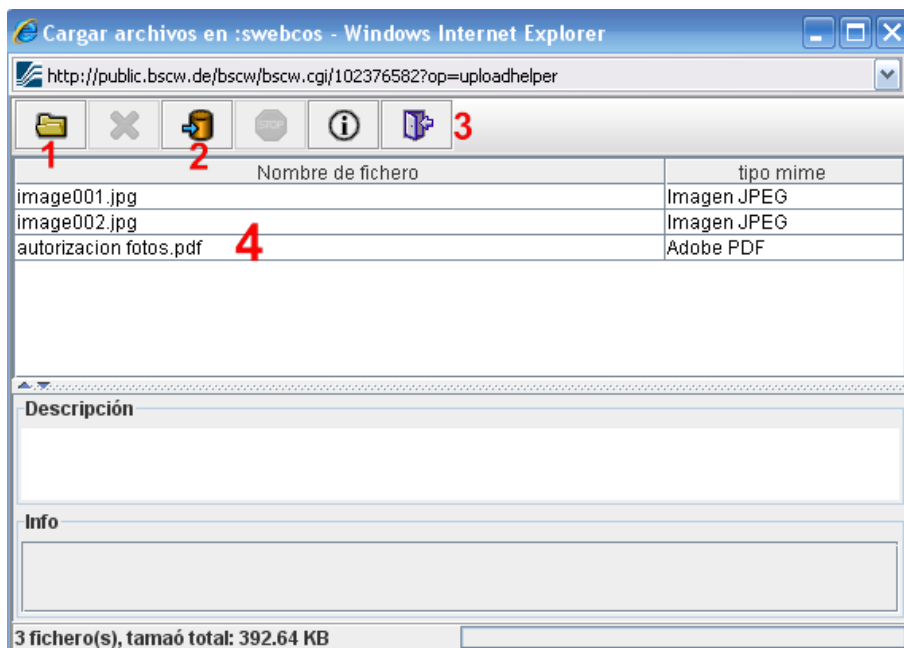 Cargar archivos en :swebcos - Windows Internet Explorer
http://public.bscw.de/bscw/bscw.cgi/102376582?op=uploadhelper
STOP
1 2 3
Nombre de fichero tipo mime
image001.jpg Imagen JPEG
image002.jpg Imagen JPEG
autorizacion fotos.pdf 4 Adobe PDF
Descripción
Info
3 fichero(s), tamaó total: 392.64 KB